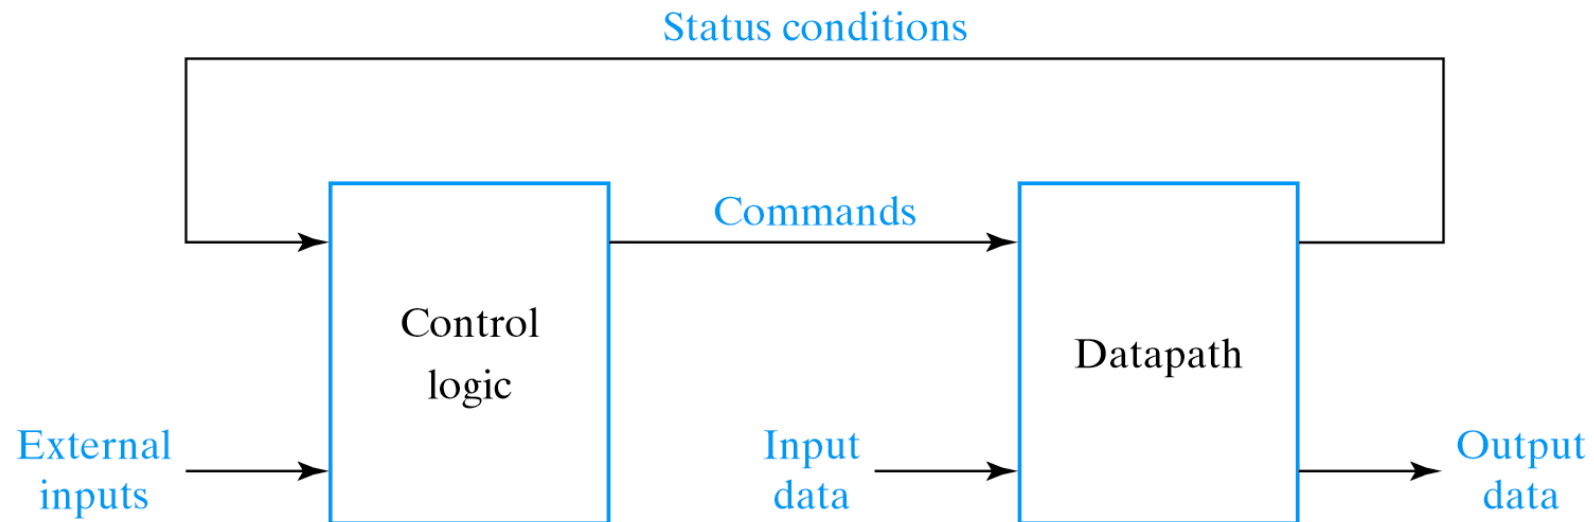 Status conditions
Commands
Control
logic
Datapath
External
inputs
Input
data
Output
data